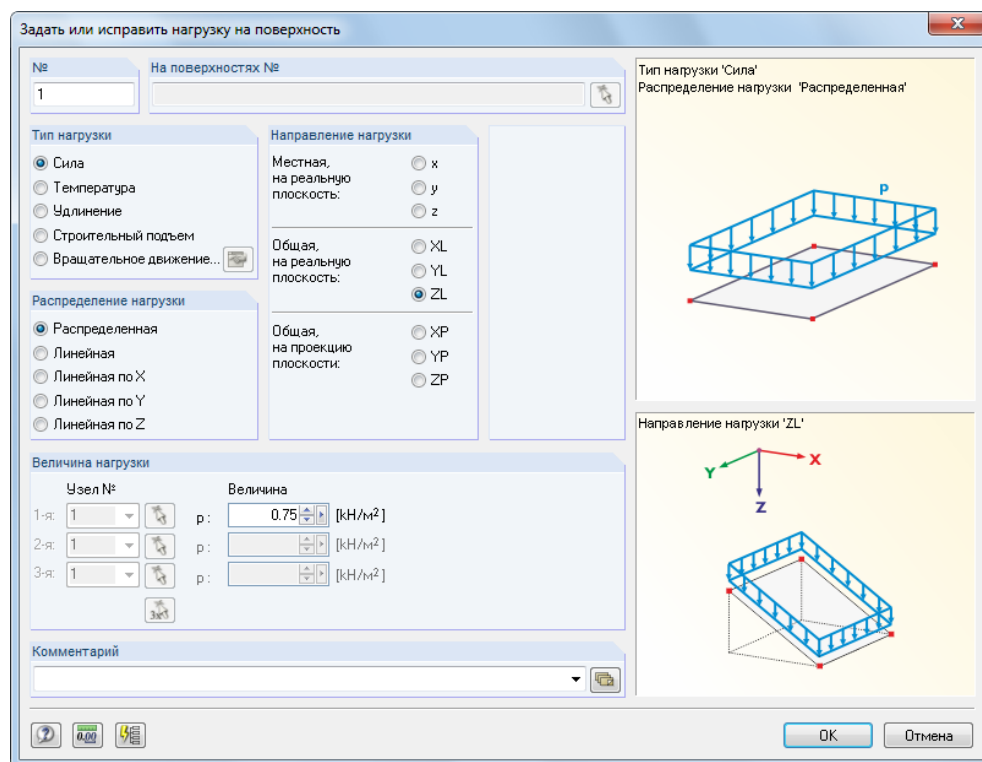 Задать или исправить нагрузку на поверхность
№
На поверхностях №
1
Тип нагрузки
Сила
Температура
Удлинение
Строительный подъем
Вращательное движение...
Распределение нагрузки
Распределенная
Линейная
Линейная по X
Линейная по Y
Линейная по Z
Направление нагрузки
Местная,
на реальную
плоскость:
x
y
z
Общая,
на реальную
плоскость:
XL
YL
ZL
Общая,
на проекцию
плоскости:
XP
YP
ZP
Величина нагрузки
Узел № Величина
1-я: 1 p: 0.75 [kH/м²]
2-я: 1 p: [kH/м²]
3-я: 1 p: [kH/м²]
3x
Комментарий
0.00
Тип нагрузки 'Сила'
Распределение нагрузки 'Распределенная'
p
Направление нагрузки 'ZL'
X
Y
Z
OK Отмена